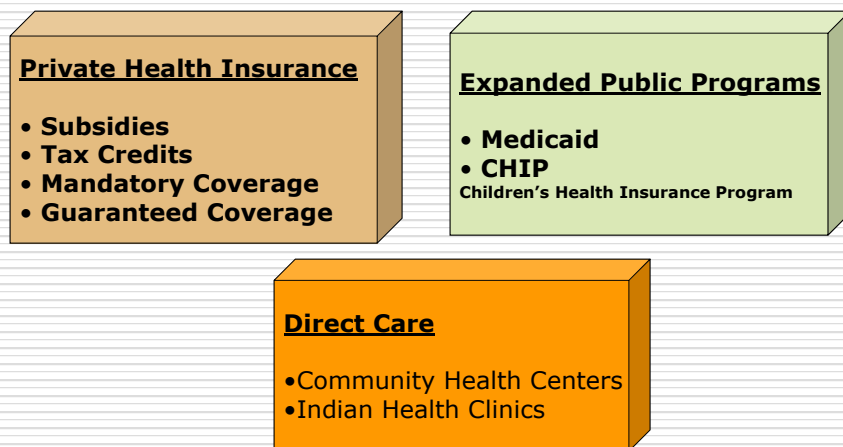 Private Health Insurance
• Subsidies
• Tax Credits
• Mandatory Coverage
• Guaranteed Coverage
Expanded Public Programs
• Medicaid
• CHIP
Children's Health Insurance Program
Direct Care
•Community Health Centers
•Indian Health Clinics